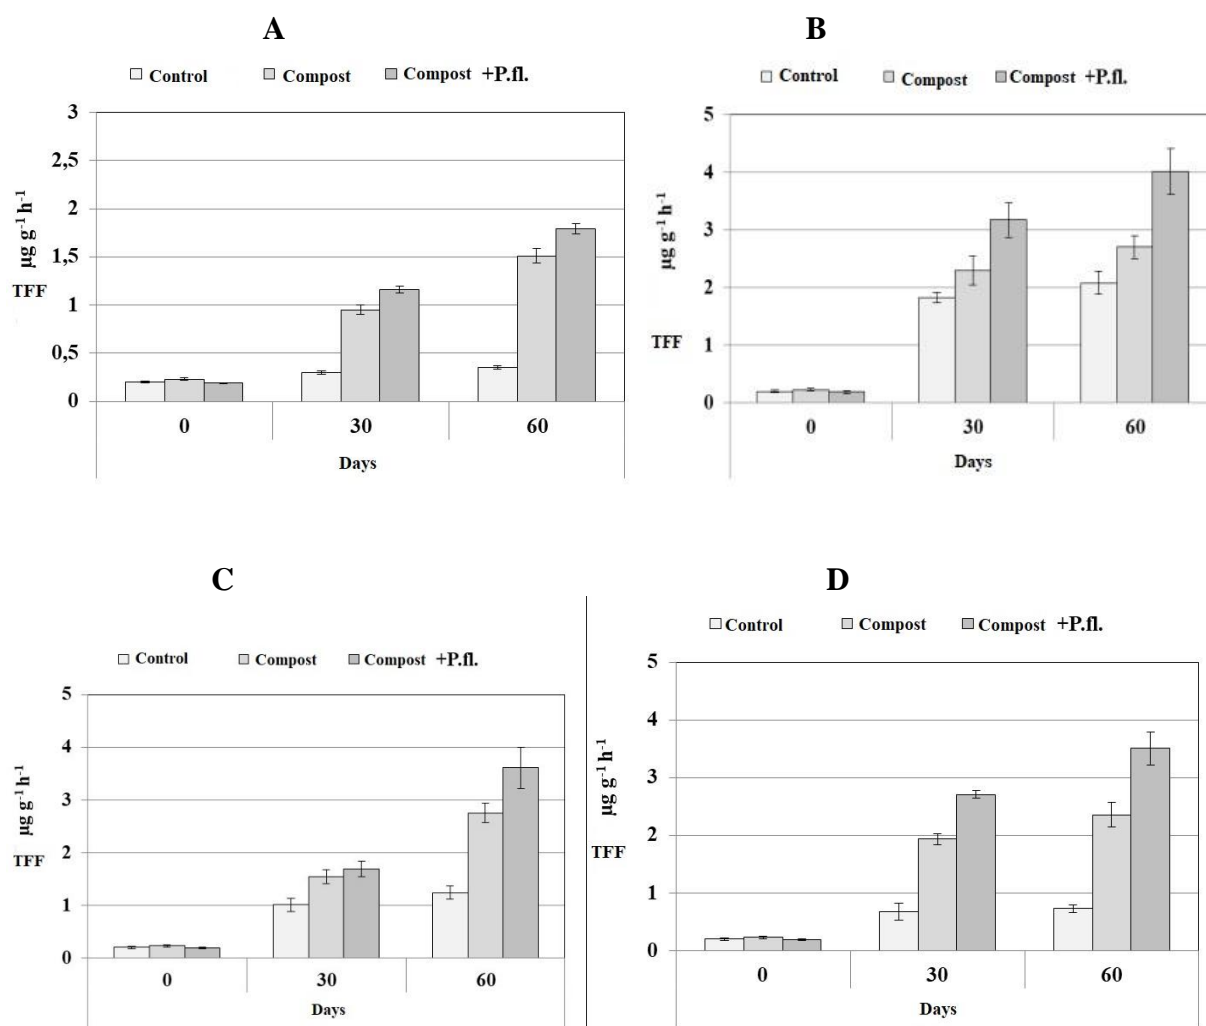 A
Control Compost Compost +P.fl.
3
2,5
2
1,5
1
0,5
0
µg g-1 h-1
TFF
0 30 60
Days
B
Control Compost Compost +P.fl.
5
4
3
2
1
0
µg g-1 h-1
TFF
0 30 60
Days
C
Control Compost Compost +P.fl.
5
4
3
2
1
0
µg g-1 h-1
TFF
0 30 60
Days
D
Control Compost Compost +P.fl.
5
4
3
2
1
0
µg g-1 h-1
TFF
0 30 60
Days